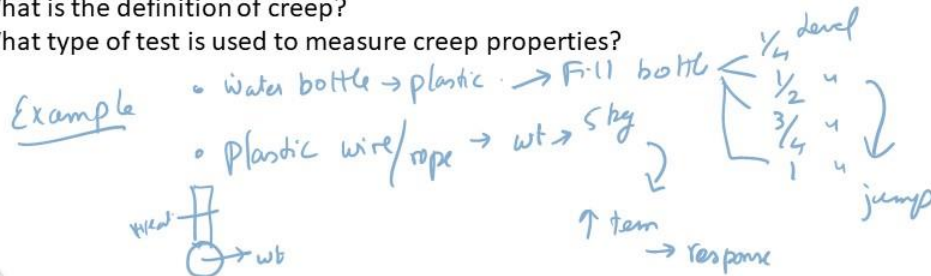 hat is the definition of creep?
hat type of test is used to measure creep properties?
Example
• water bottle → plastic → Fill bottle < 1/4 level
1/2 "
3/4 "
1 "
jump
• plastic wire/rope → wt → 5 kg
↑ tem
→ response
→ wt